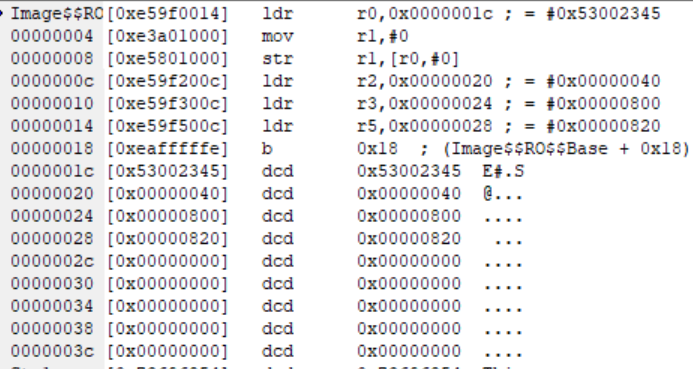 Image$$RO[0xe59f0014] ldr r0,0x0000001c ; = #0x53002345
00000004 [0xe3a01000] mov r1,#0
00000008 [0xe5801000] str r1,[r0,#0]
0000000c [0xe59f200c] ldr r2,0x00000020 ; = #0x00000040
00000010 [0xe59f300c] ldr r3,0x00000024 ; = #0x00000800
00000014 [0xe59f500c] ldr r5,0x00000028 ; = #0x00000820
00000018 [0xeafffffe] b 0x18 ; (Image$$RO$$Base + 0x18)
0000001c [0x53002345] dcd 0x53002345 E#.S
00000020 [0x00000040] dcd 0x00000040 @...
00000024 [0x00000800] dcd 0x00000800 ....
00000028 [0x00000820] dcd 0x00000820 ...
0000002c [0x00000000] dcd 0x00000000 ....
00000030 [0x00000000] dcd 0x00000000 ....
00000034 [0x00000000] dcd 0x00000000 ....
00000038 [0x00000000] dcd 0x00000000 ....
0000003c [0x00000000] dcd 0x00000000 ....